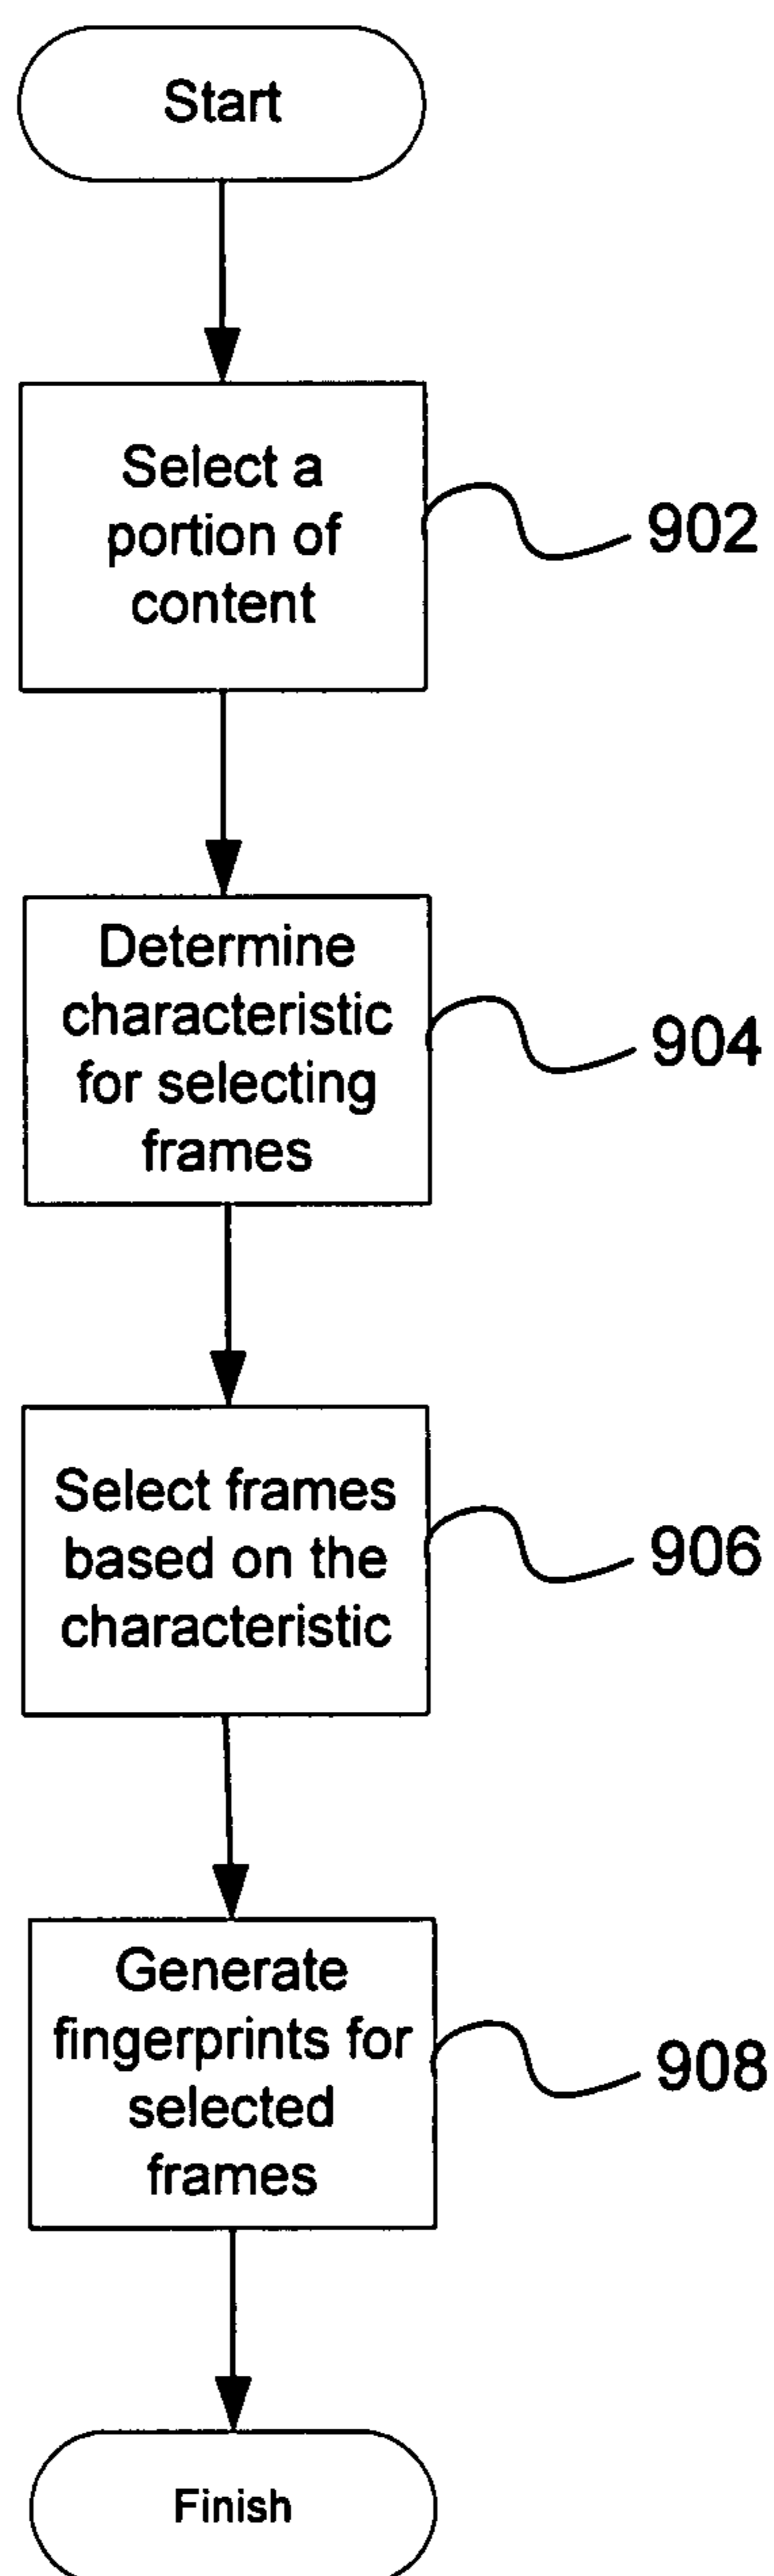 Start
Select a
portion of
content
902
Determine
characteristic
for selecting
frames
904
Select frames
based on the
characteristic
906
Generate
fingerprints for
selected
frames
908
Finish